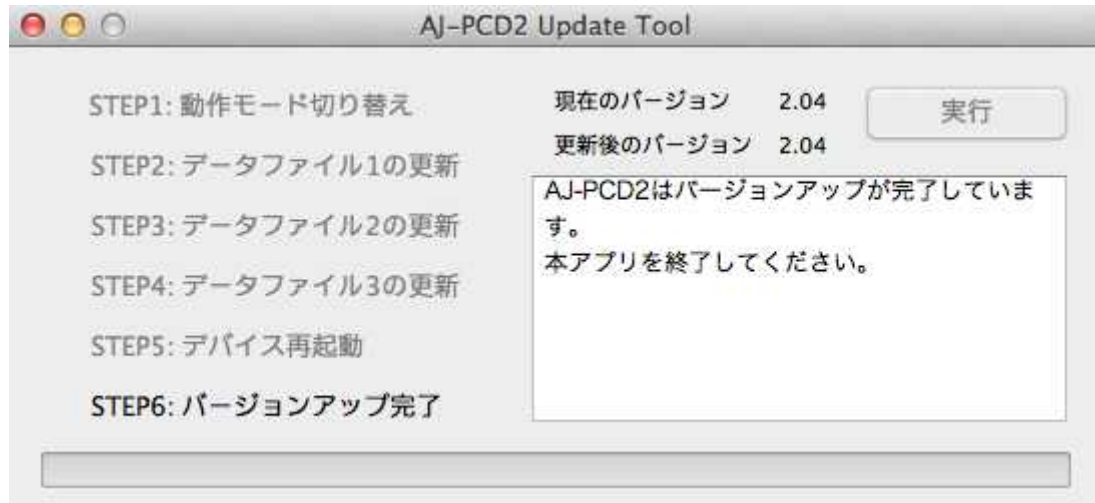 AJ-PCD2 Update Tool
STEP1: 動作モード切り替え
STEP2: データファイル1の更新
STEP3: データファイル2の更新
STEP4: データファイル3の更新
STEP5: デバイス再起動
STEP6: バージョンアップ完了
現在のバージョン 2.04
更新後のバージョン 2.04
実行
AJ-PCD2はバージョンアップが完了していま
す。
本アプリを終了してください。